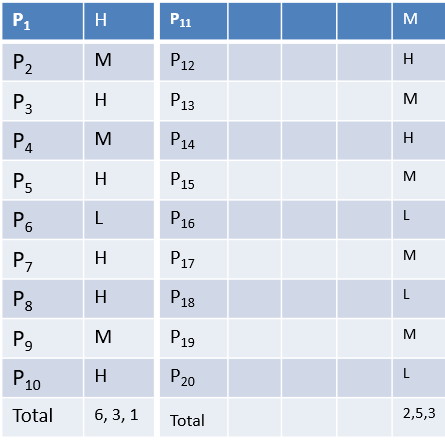 P₁ H P₁₁ M
P₂ M P₁₂ H
P₃ H P₁₃ M
P₄ M P₁₄ H
P₅ H P₁₅ M
P₆ L P₁₆ L
P₇ H P₁₇ M
P₈ H P₁₈ L
P₉ M P₁₉ M
P₁₀ H P₂₀ L
Total 6, 3, 1 Total 2,5,3